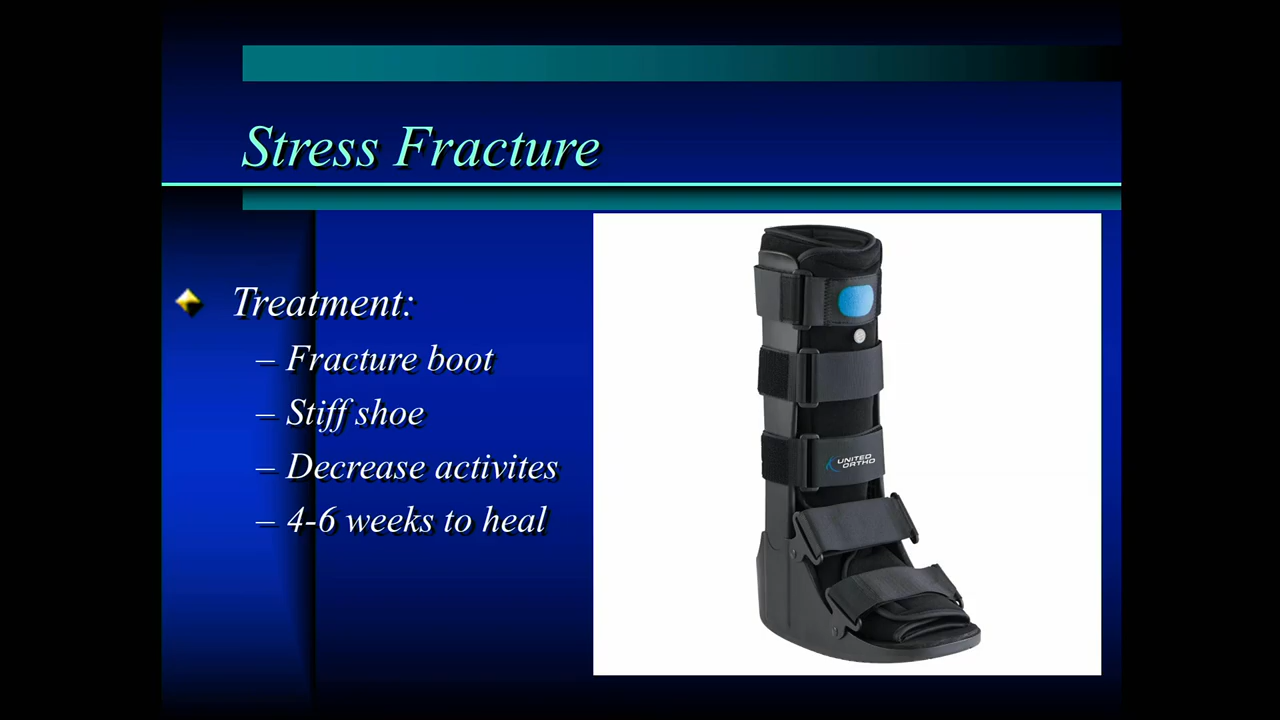 Stress Fracture
Treatment:
– Fracture boot
– Stiff shoe
– Decrease activites
– 4-6 weeks to heal
UNITED
ORTHO